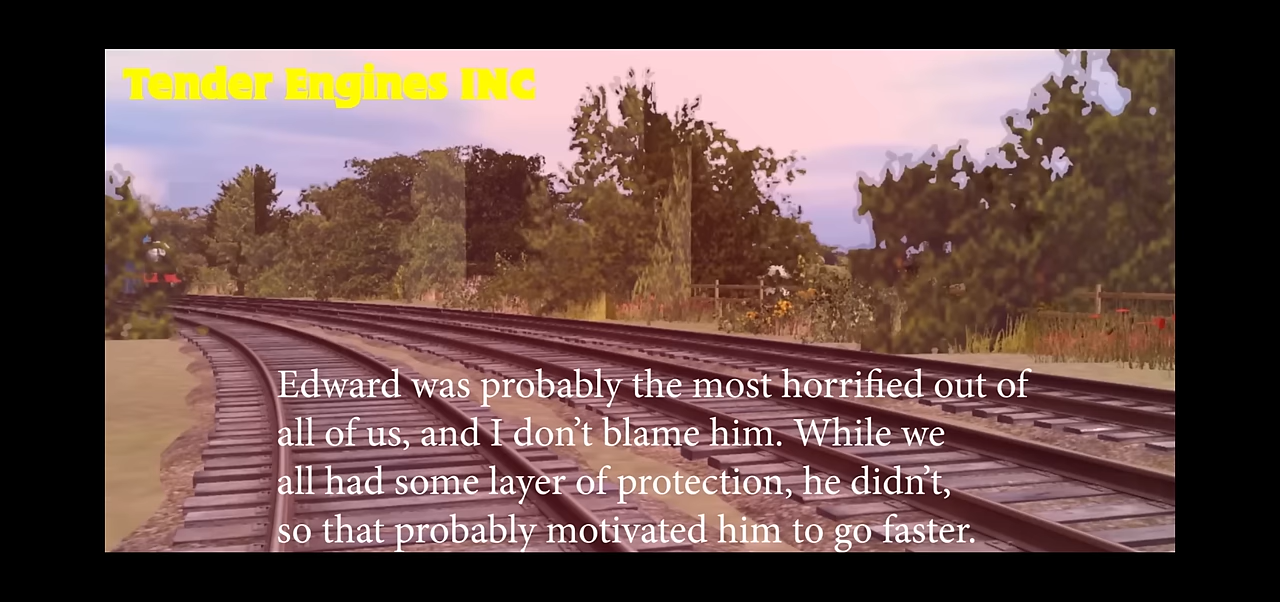 Tender Engines INC
Edward was probably the most horrified out of
all of us, and I don't blame him. While we
all had some layer of protection, he didn't,
so that probably motivated him to go faster.